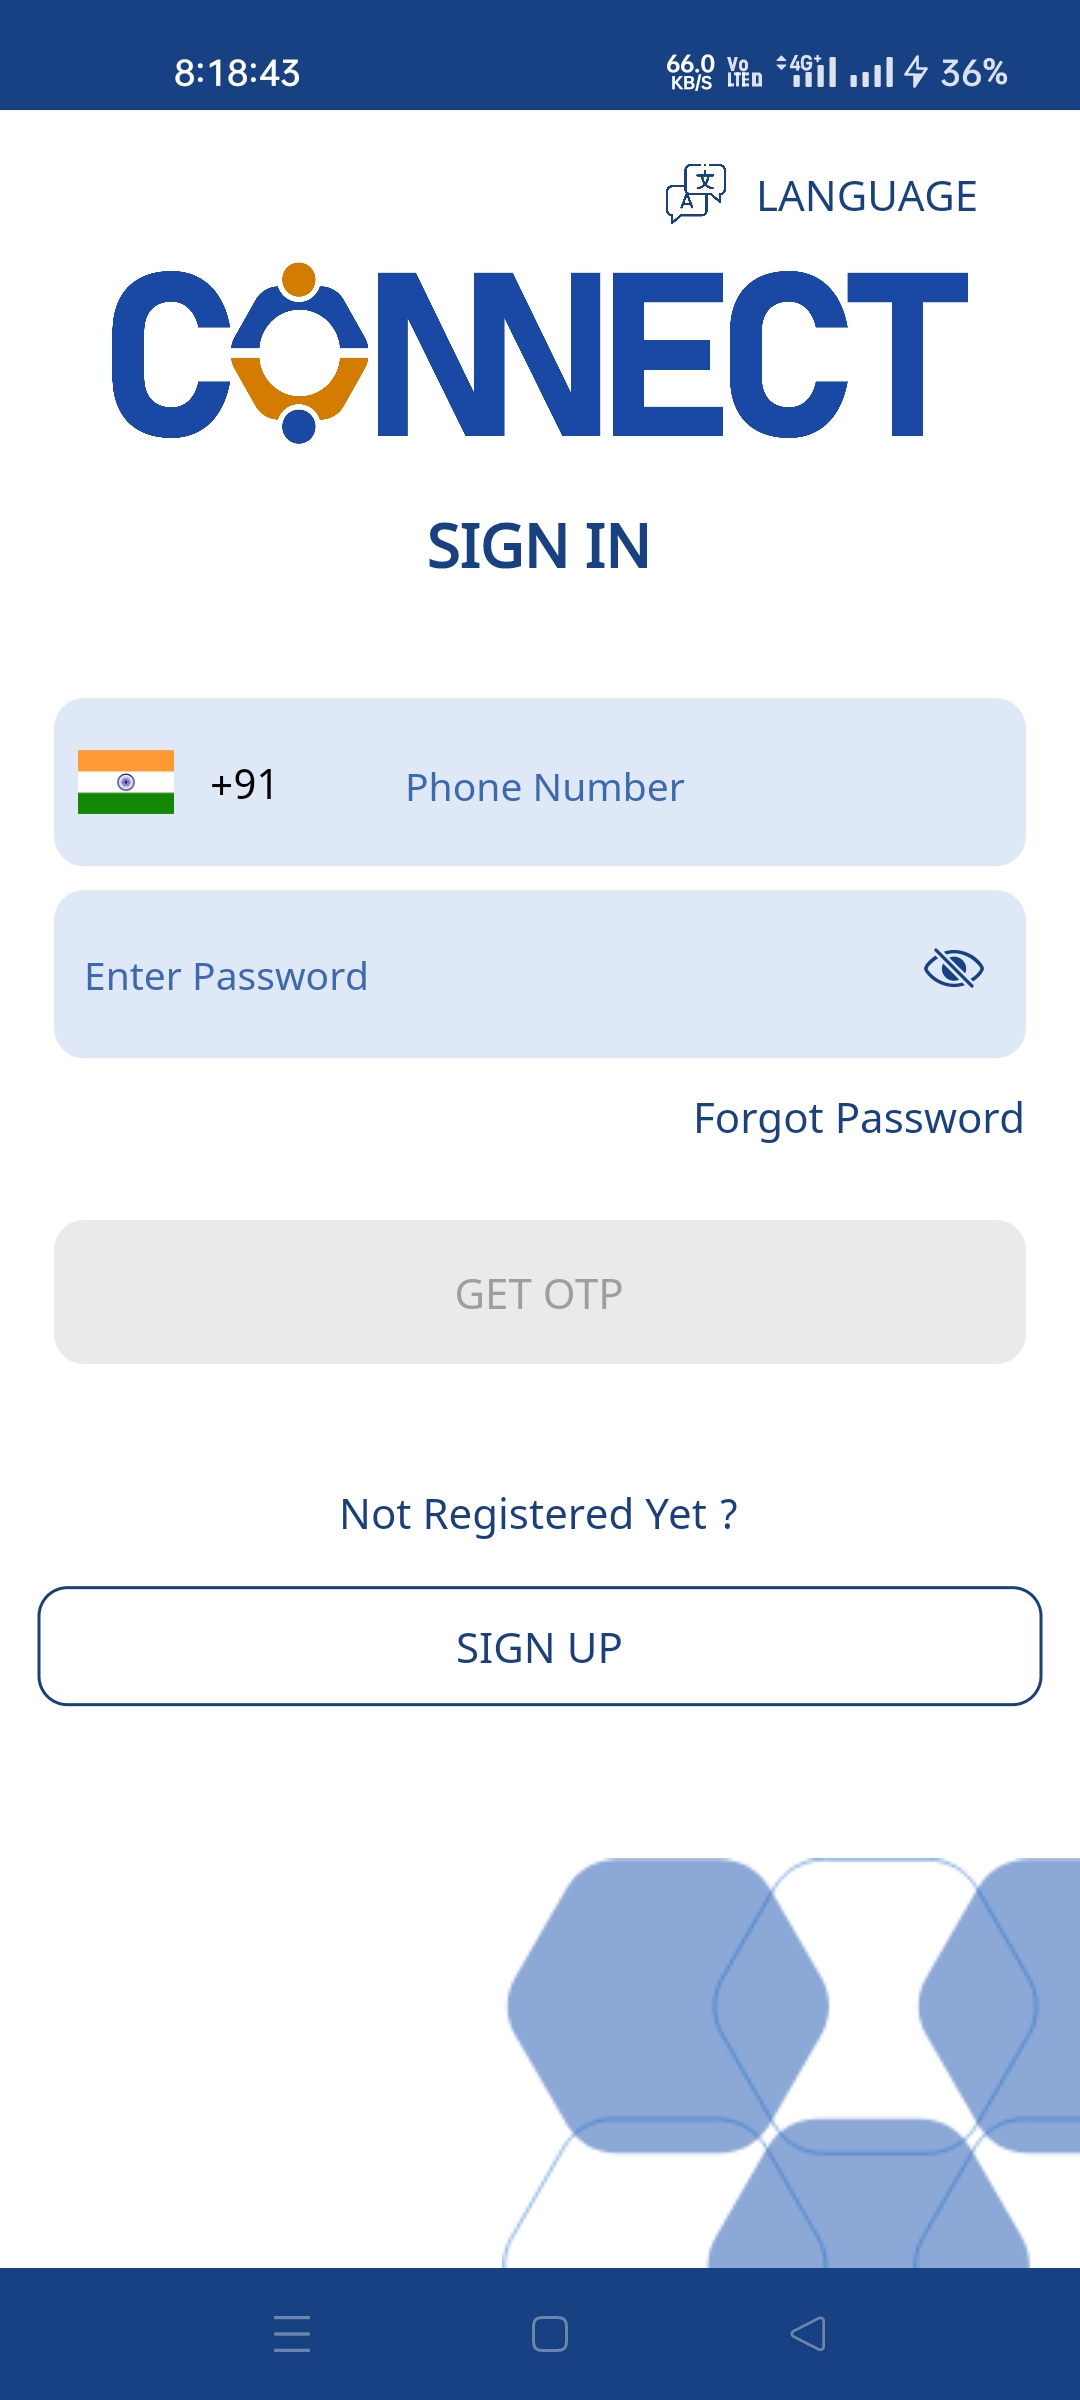 8:18:43 66.0 KB/S Vo LTE 4G+ 36%
LANGUAGE
CONNECT
SIGN IN
+91 Phone Number
Enter Password
Forgot Password
GET OTP
Not Registered Yet ?
SIGN UP